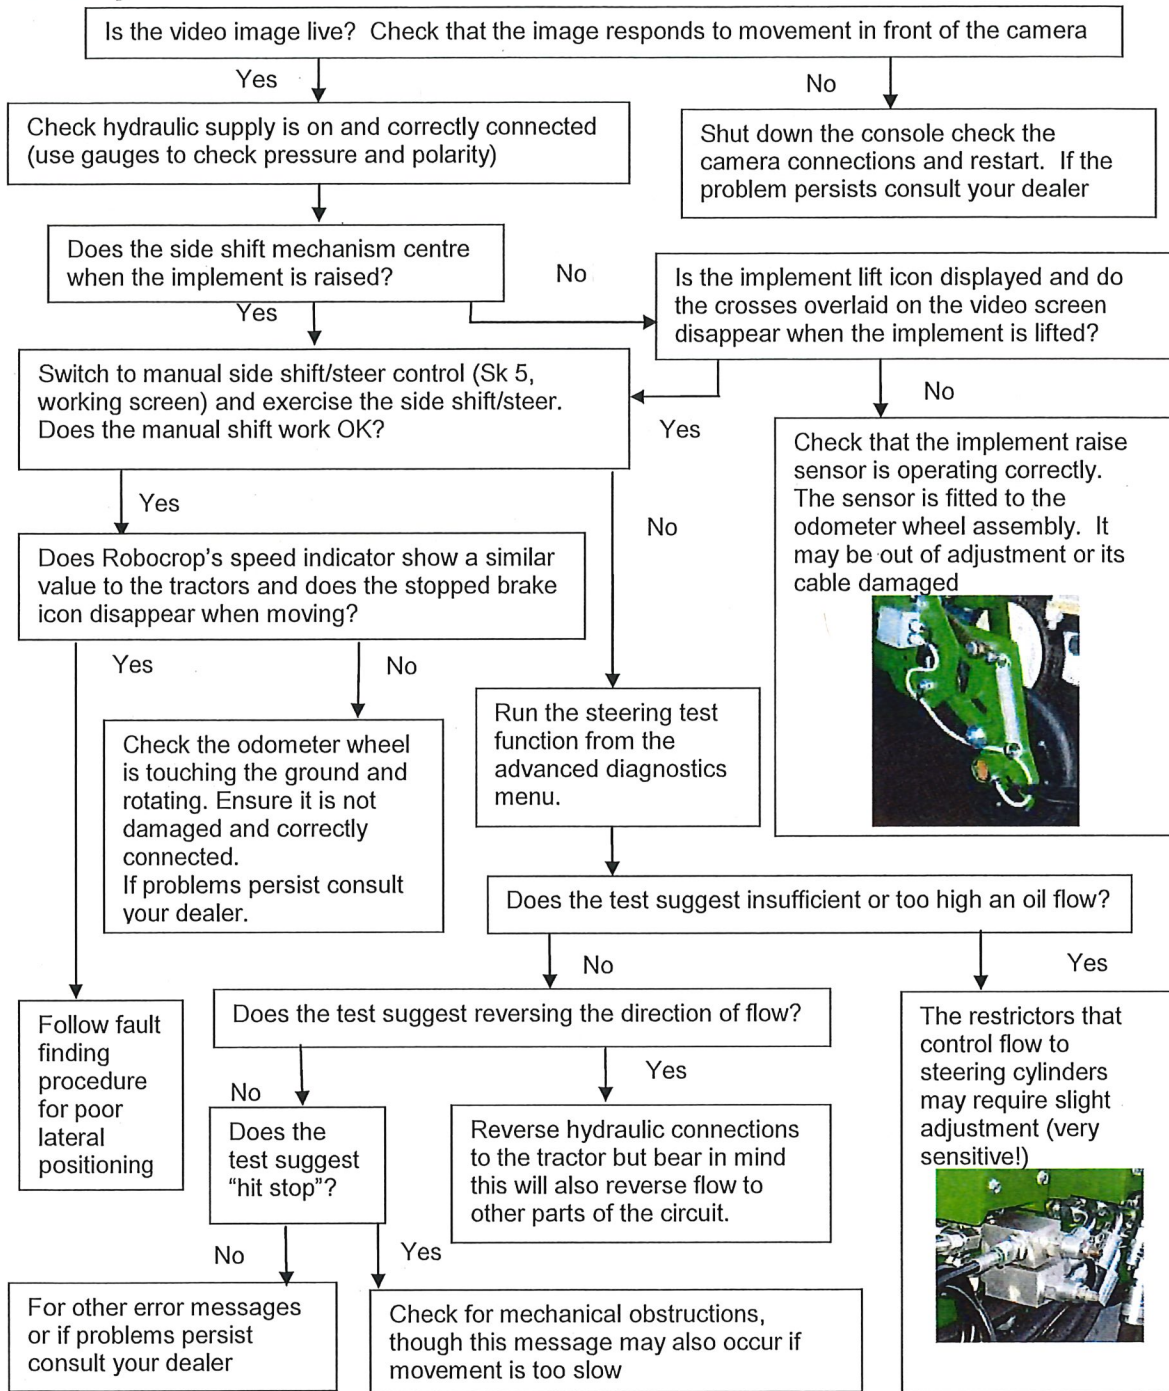 Is the video image live? Check that the image responds to movement in front of the camera
Yes
No
Check hydraulic supply is on and correctly connected
(use gauges to check pressure and polarity)
Shut down the console check the
camera connections and restart. If the
problem persists consult your dealer
Does the side shift mechanism centre
when the implement is raised?
No
Yes
Is the implement lift icon displayed and do
the crosses overlaid on the video screen
disappear when the implement is lifted?
Switch to manual side shift/steer control (Sk 5,
working screen) and exercise the side shift/steer.
Does the manual shift work OK?
Yes
No
Yes
No
Check that the implement raise
sensor is operating correctly.
The sensor is fitted to the
odometer wheel assembly. It
may be out of adjustment or its
cable damaged
Does Robocrop's speed indicator show a similar
value to the tractors and does the stopped brake
icon disappear when moving?
Yes
No
Check the odometer wheel
is touching the ground and
rotating. Ensure it is not
damaged and correctly
connected.
If problems persist consult
your dealer.
Run the steering test
function from the
advanced diagnostics
menu.
Does the test suggest insufficient or too high an oil flow?
No
Yes
Follow fault
finding
procedure
for poor
lateral
positioning
Does the test suggest reversing the direction of flow?
No
Yes
The restrictors that
control flow to
steering cylinders
may require slight
adjustment (very
sensitive!)
Does the
test suggest
"hit stop"?
Reverse hydraulic connections
to the tractor but bear in mind
this will also reverse flow to
other parts of the circuit.
No
Yes
For other error messages
or if problems persist
consult your dealer
Check for mechanical obstructions,
though this message may also occur if
movement is too slow